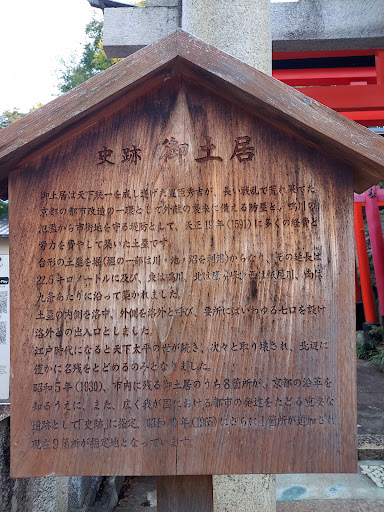 史跡 御土居
御土居は天下統一を成し遂げた豊臣秀吉が、長い戦乱で荒れ果てた
京都の都市改造の一環として外敵の襲来に備える防塁と、鴨川の
氾濫から市街地を守る堤防として、天正19年(1591)に多くの経費と
労力を費やして築いた土塁です。
台形の土塁と堀(堀の一部は川・池・沼を利用)からなり、その延長は
22.5キロメートルに及び、東は鴨川、北は鷹ヶ峯、西は紙屋川、南は
九条あたりに沿って築かれました。
土塁の内側を洛中、外側を洛外と呼び、要所にはいわゆる七口を設け
洛外との出入口としました。
江戸時代になると天下太平の世が続き、次々と取り壊され、北辺に
僅かに名残をとどめるのみとなりました。
昭和5年(1930)、市内に残る御土居のうち8箇所が、京都の沿革を
知るうえに、また、広く我が国における都市の発達をたどる重要な
遺跡として「史跡」に指定、昭和40年(1965)にさらに1箇所が追加され
現在9箇所が指定地となっています。